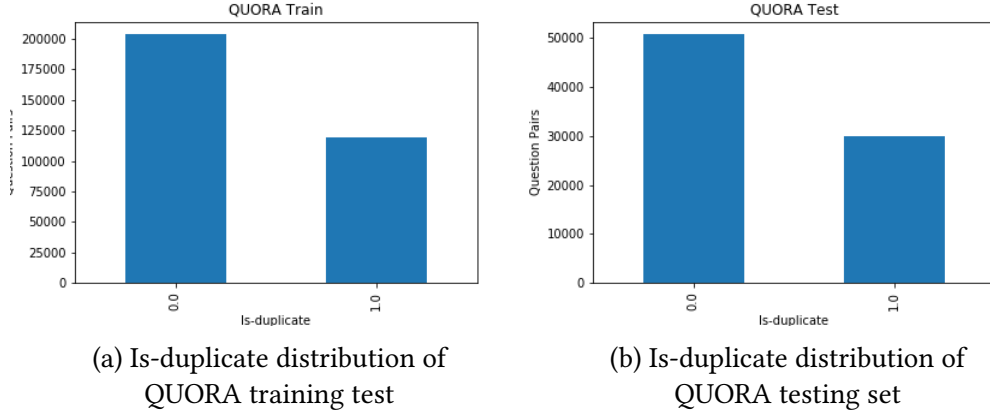 QUORA Train
200000
175000
150000
125000
100000
75000
50000
25000
0
0.0
1.0
Is-duplicate
(a) Is-duplicate distribution of
QUORA training test
QUORA Test
Question Pairs
50000
40000
30000
20000
10000
0
0.0
1.0
Is-duplicate
(b) Is-duplicate distribution of
QUORA testing set